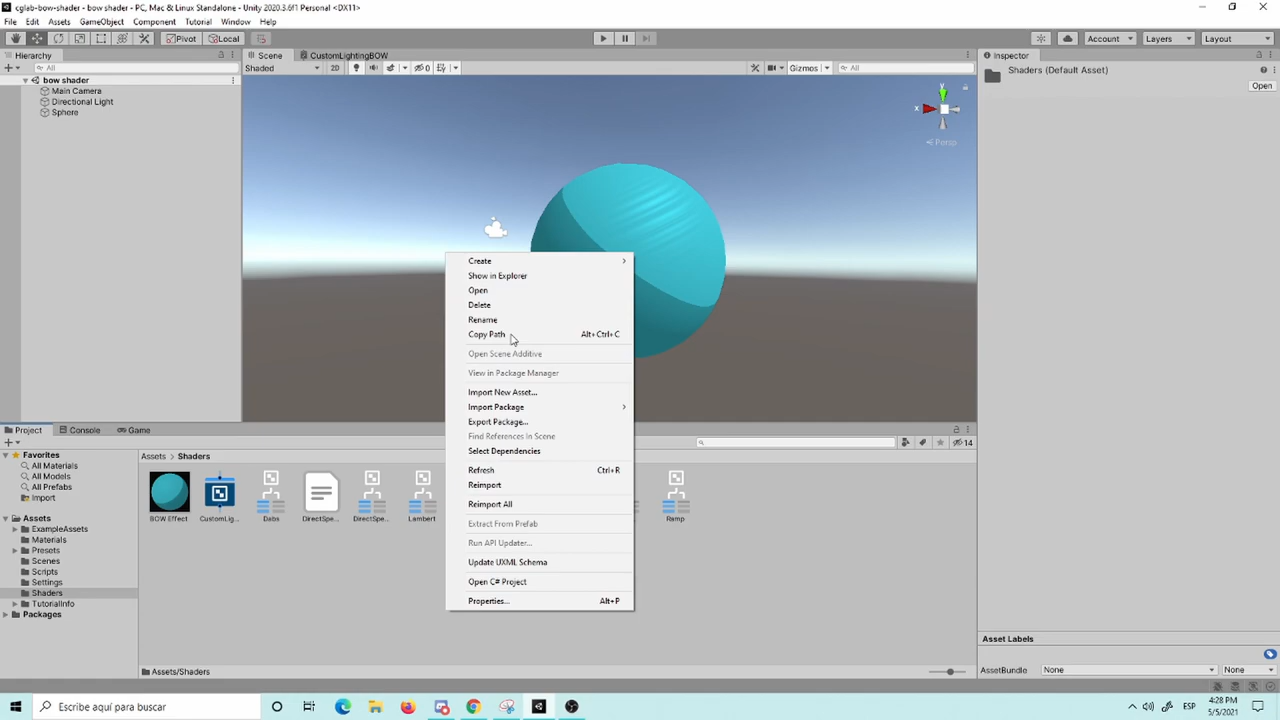 cglab-bow-shader - bow shader - PC, Mac & Linux Standalone - Unity 2020.3.6f1 Personal <DX11>
File Edit Assets GameObject Component Tutorial Window Help
Pivot Local Account Layers Layout
Hierarchy
All
bow shader
Main Camera
Directional Light
Sphere
Scene CustomLightingBOW
Shaded 2D 0 Gizmos All
y
x
Persp
Inspector
Shaders (Default Asset)
Open
Create
Show in Explorer
Open
Delete
Rename
Copy Path Alt+Ctrl+C
Open Scene Additive
View in Package Manager
Import New Asset...
Import Package
Export Package...
Find References In Scene
Select Dependencies
Refresh Ctrl+R
Reimport
Reimport All
Extract From Prefab
Run API Updater...
Update UXML Schema
Open C# Project
Properties... Alt+P
Project Console Game
14
Favorites
All Materials
All Models
All Prefabs
Import
Assets
ExampleAssets
Materials
Presets
Scenes
Scripts
Settings
Shaders
TutorialInfo
Packages
Assets > Shaders
BOW Effect CustomLig... Dabs DirectSpe... DirectSpe... Lambert Ramp
Assets/Shaders
Asset Labels
AssetBundle None None
Escribe aquí para buscar
ESP
4:28 PM
5/5/2021